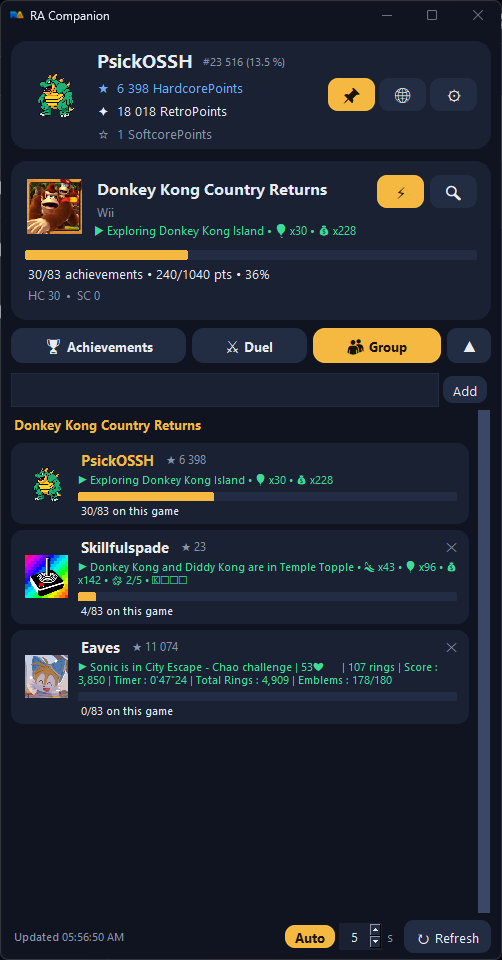 RA Companion
PsickOSSH #23 516 (13.5 %)
★ 6 398 HardcorePoints
✦ 18 018 RetroPoints
☆ 1 SoftcorePoints
Donkey Kong Country Returns
Wii
▶ Exploring Donkey Kong Island • 🎈 x30 • 💰 x228
30/83 achievements • 240/1040 pts • 36%
HC 30 • SC 0
🏆 Achievements ⚔ Duel 👥 Group ▲
Add
Donkey Kong Country Returns
PsickOSSH ★ 6 398
▶ Exploring Donkey Kong Island • 🎈 x30 • 💰 x228
30/83 on this game
Skillfulspade ★ 23
▶ Donkey Kong and Diddy Kong are in Temple Topple • 🍌 x43 • 🎈 x96 • 💰
x142 • 🧩 2/5 • 🄺□□□
4/83 on this game
Eaves ★ 11 074
▶ Sonic is in City Escape - Chao challenge | 53♥ | 107 rings | Score :
3,850 | Timer : 0'47"24 | Total Rings : 4,909 | Emblems : 178/180
0/83 on this game
Updated 05:56:50 AM Auto 5 s ↻ Refresh